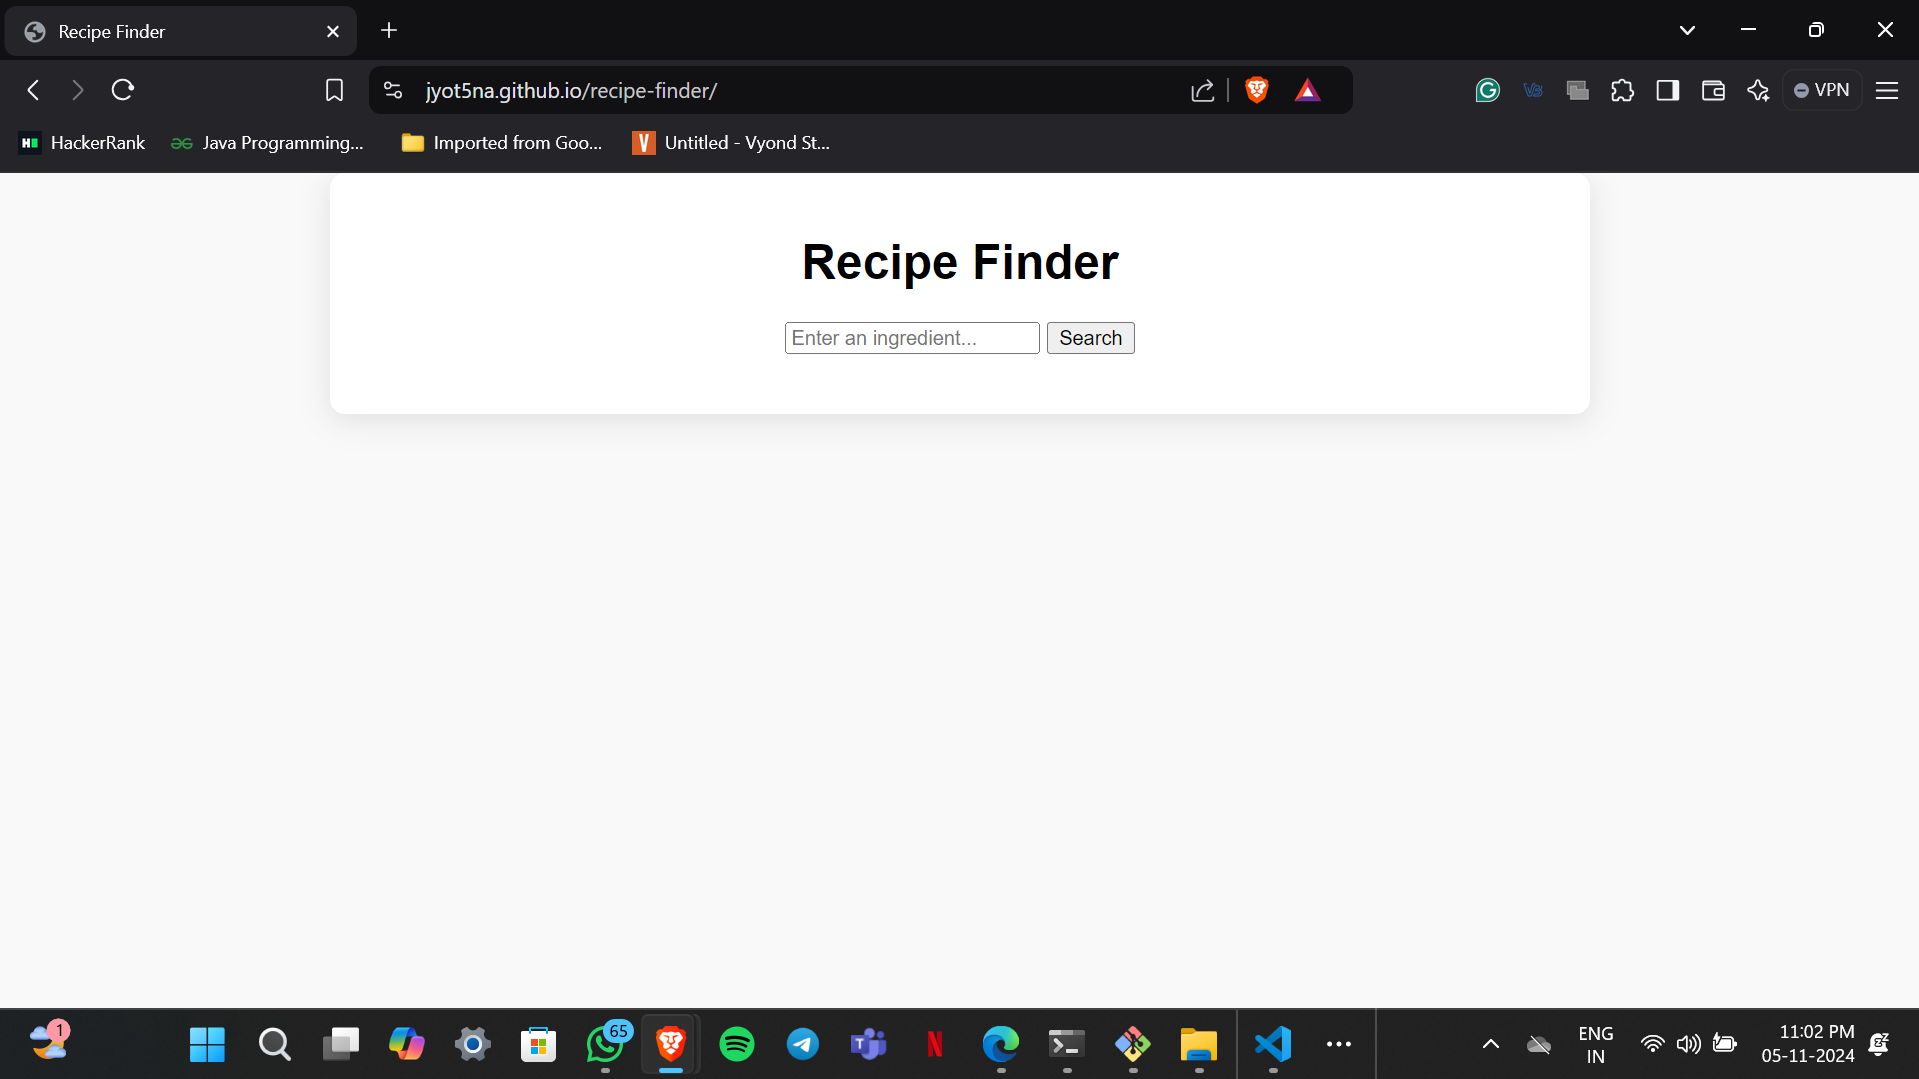 Recipe Finder
jyot5na.github.io/recipe-finder/
VPN
HackerRank
Java Programming...
Imported from Goo...
Untitled - Vyond St...
Recipe Finder
Enter an ingredient...
Search
1
65
ENG
IN
11:02 PM
05-11-2024